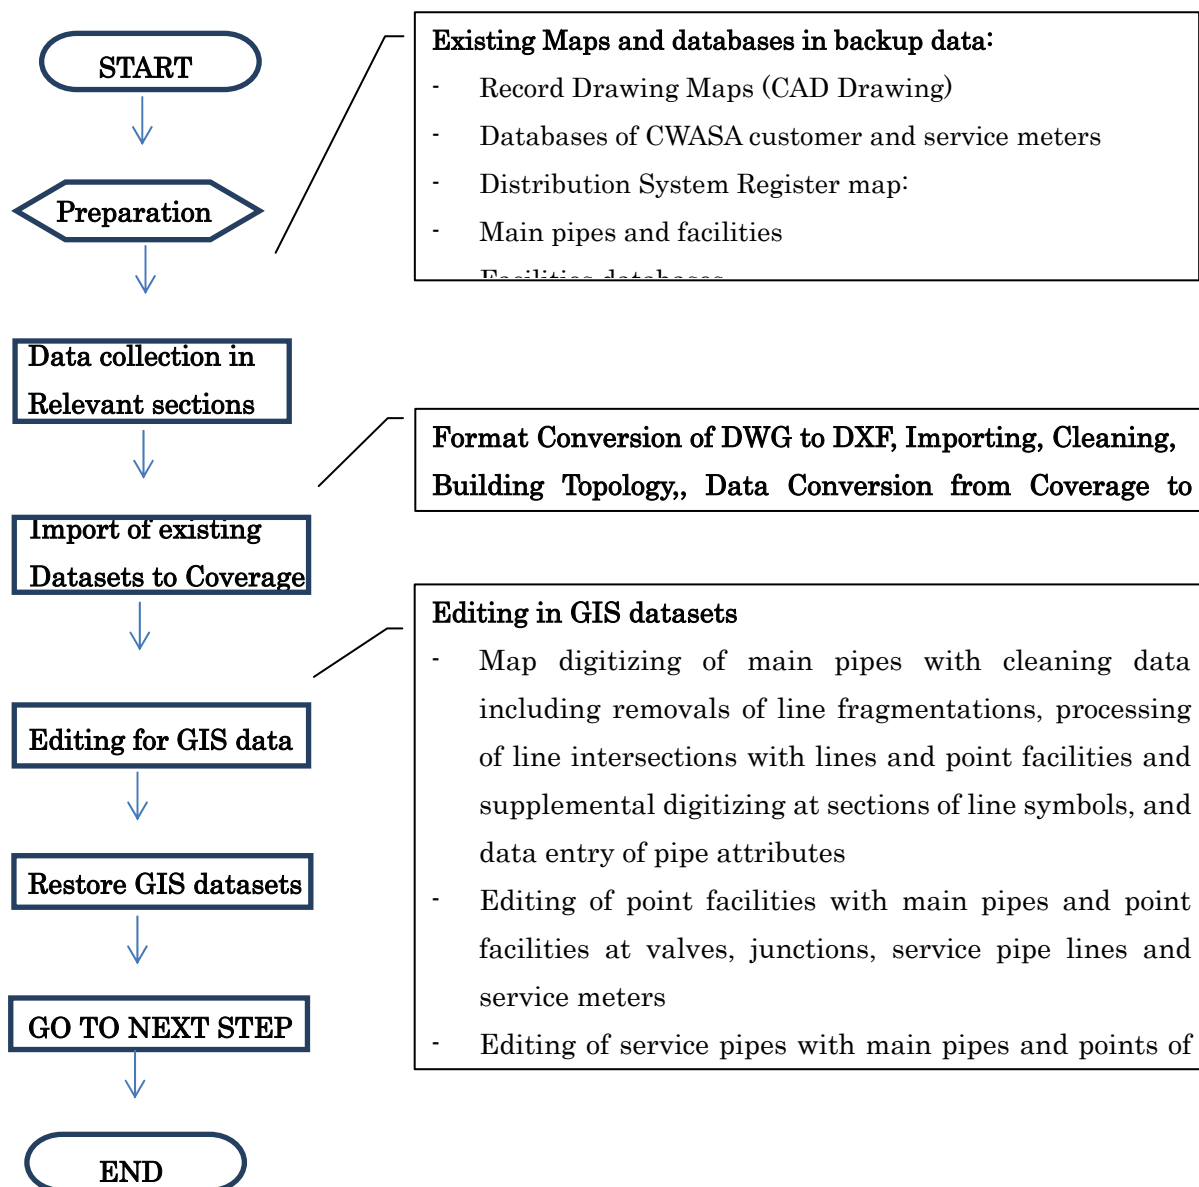 START
Preparation
Data collection in
Relevant sections
Import of existing
Datasets to Coverage
Editing for GIS data
Restore GIS datasets
GO TO NEXT STEP
END
Existing Maps and databases in backup data:
- Record Drawing Maps (CAD Drawing)
- Databases of CWASA customer and service meters
- Distribution System Register map:
- Main pipes and facilities
Facilities databases
Format Conversion of DWG to DXF, Importing, Cleaning,
Building Topology,, Data Conversion from Coverage to
Editing in GIS datasets
- Map digitizing of main pipes with cleaning data
including removals of line fragmentations, processing
of line intersections with lines and point facilities and
supplemental digitizing at sections of line symbols, and
data entry of pipe attributes
- Editing of point facilities with main pipes and point
facilities at valves, junctions, service pipe lines and
service meters
- Editing of service pipes with main pipes and points of